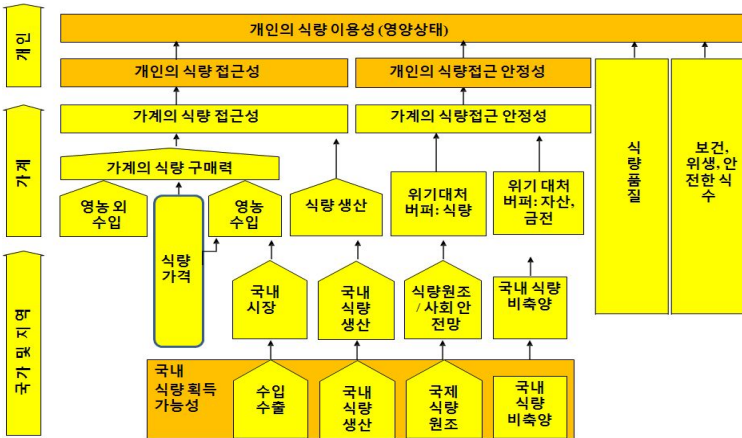 개인
개인의 식량 이용성 (영양상태)
개인의 식량 접근성
개인의 식량접근 안정성
가계
가계의 식량 접근성
가계의 식량접근 안정성
가계의 식량 구매력
영농 외
수입
영농
수입
식량
가격
식량 생산
위기대처
버퍼: 식량
위기 대처
버퍼: 자산,
금전
식
량
품
질
보건,
위생, 안
전한 식
수
국가 및 지역
국내
시장
국내
식량
생산
식량원조
/ 사회 안
전망
국내 식량
비축양
국내
식량 획득
가능성
수입
수출
국내
식량
생산
국제
식량
원조
국내
식량
비축양